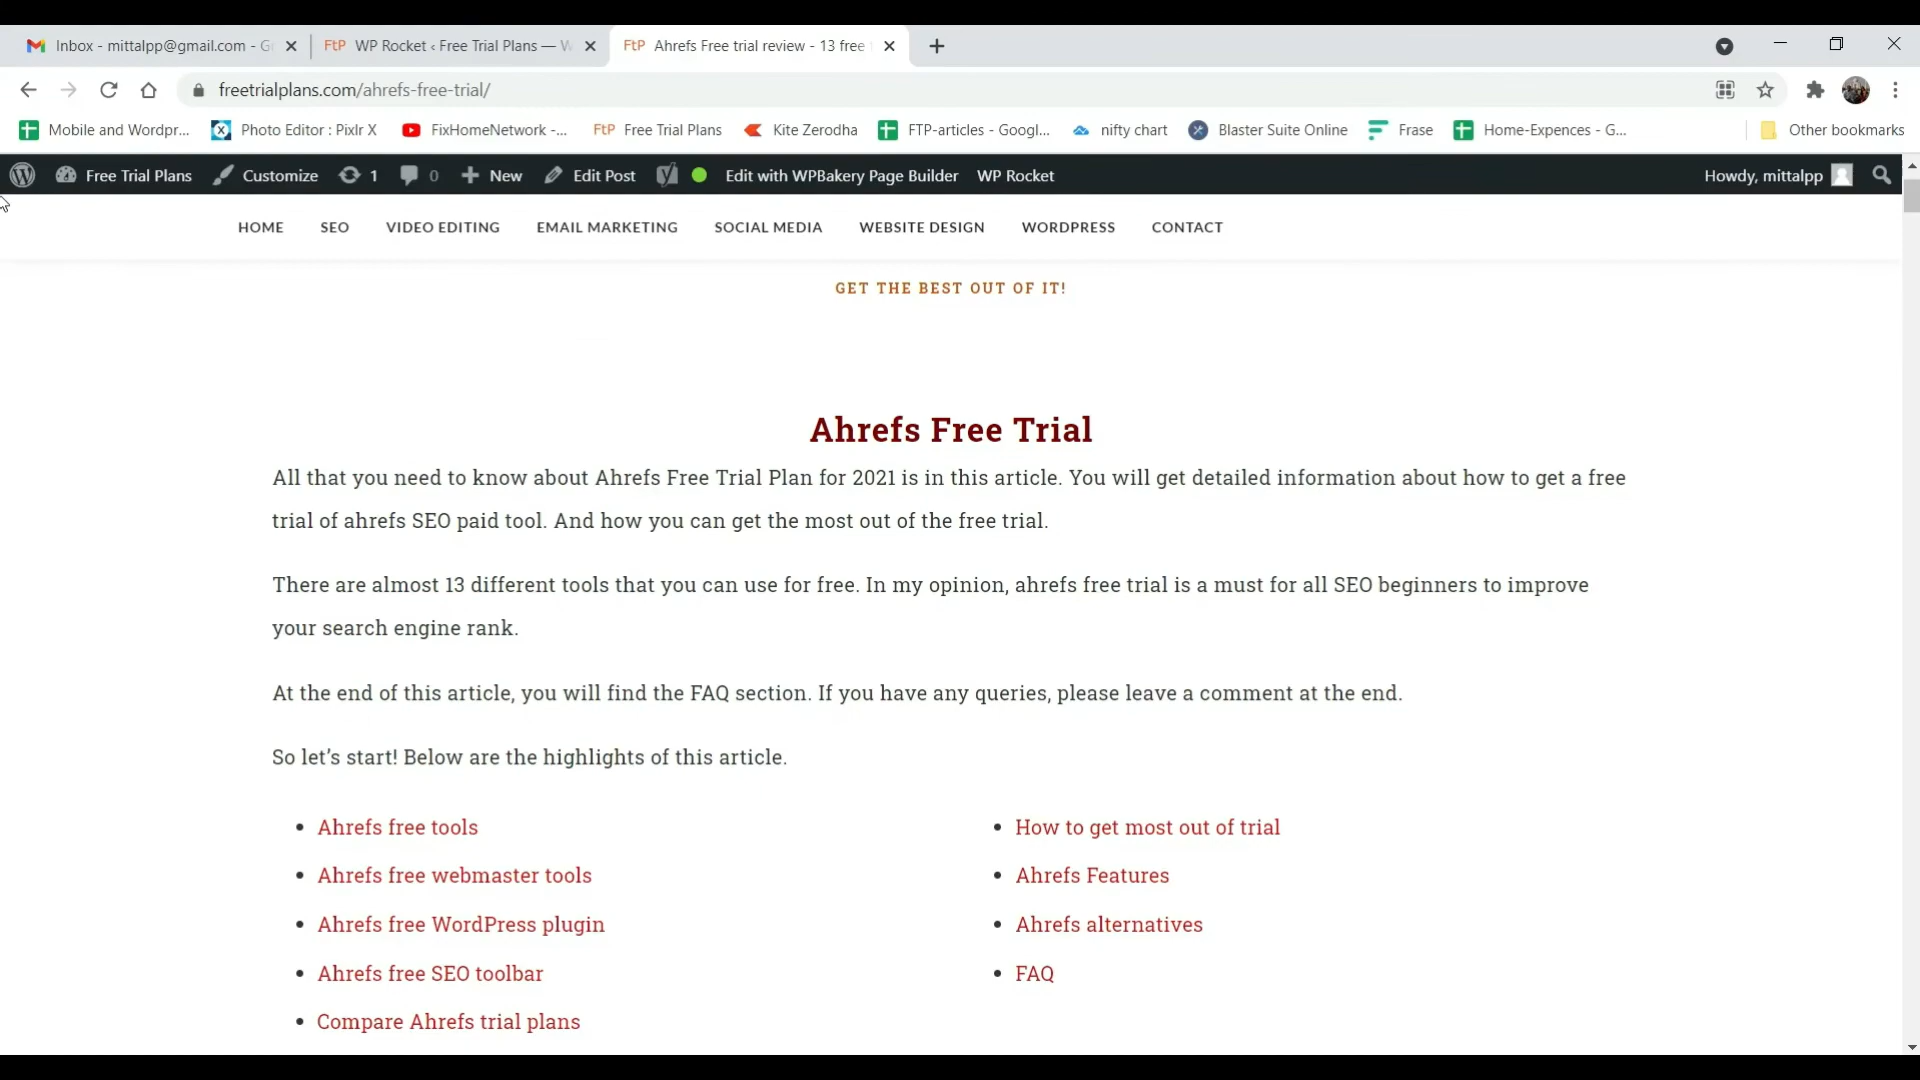 Inbox - mittalpp@gmail.com - G
FtP WP Rocket ‹ Free Trial Plans — W
FtP Ahrefs Free trial review - 13 free
freetrialplans.com/ahrefs-free-trial/
Mobile and Wordpr... Photo Editor : Pixlr X FixHomeNetwork -... FtP Free Trial Plans Kite Zerodha FTP-articles - Googl... nifty chart Blaster Suite Online Frase Home-Expences - G... Other bookmarks
Free Trial Plans Customize 1 0 New Edit Post Edit with WPBakery Page Builder WP Rocket Howdy, mittalpp
HOME SEO VIDEO EDITING EMAIL MARKETING SOCIAL MEDIA WEBSITE DESIGN WORDPRESS CONTACT
GET THE BEST OUT OF IT!
Ahrefs Free Trial
All that you need to know about Ahrefs Free Trial Plan for 2021 is in this article. You will get detailed information about how to get a free
trial of ahrefs SEO paid tool. And how you can get the most out of the free trial.
There are almost 13 different tools that you can use for free. In my opinion, ahrefs free trial is a must for all SEO beginners to improve
your search engine rank.
At the end of this article, you will find the FAQ section. If you have any queries, please leave a comment at the end.
So let’s start! Below are the highlights of this article.
• Ahrefs free tools
• Ahrefs free webmaster tools
• Ahrefs free WordPress plugin
• Ahrefs free SEO toolbar
• Compare Ahrefs trial plans
• How to get most out of trial
• Ahrefs Features
• Ahrefs alternatives
• FAQ